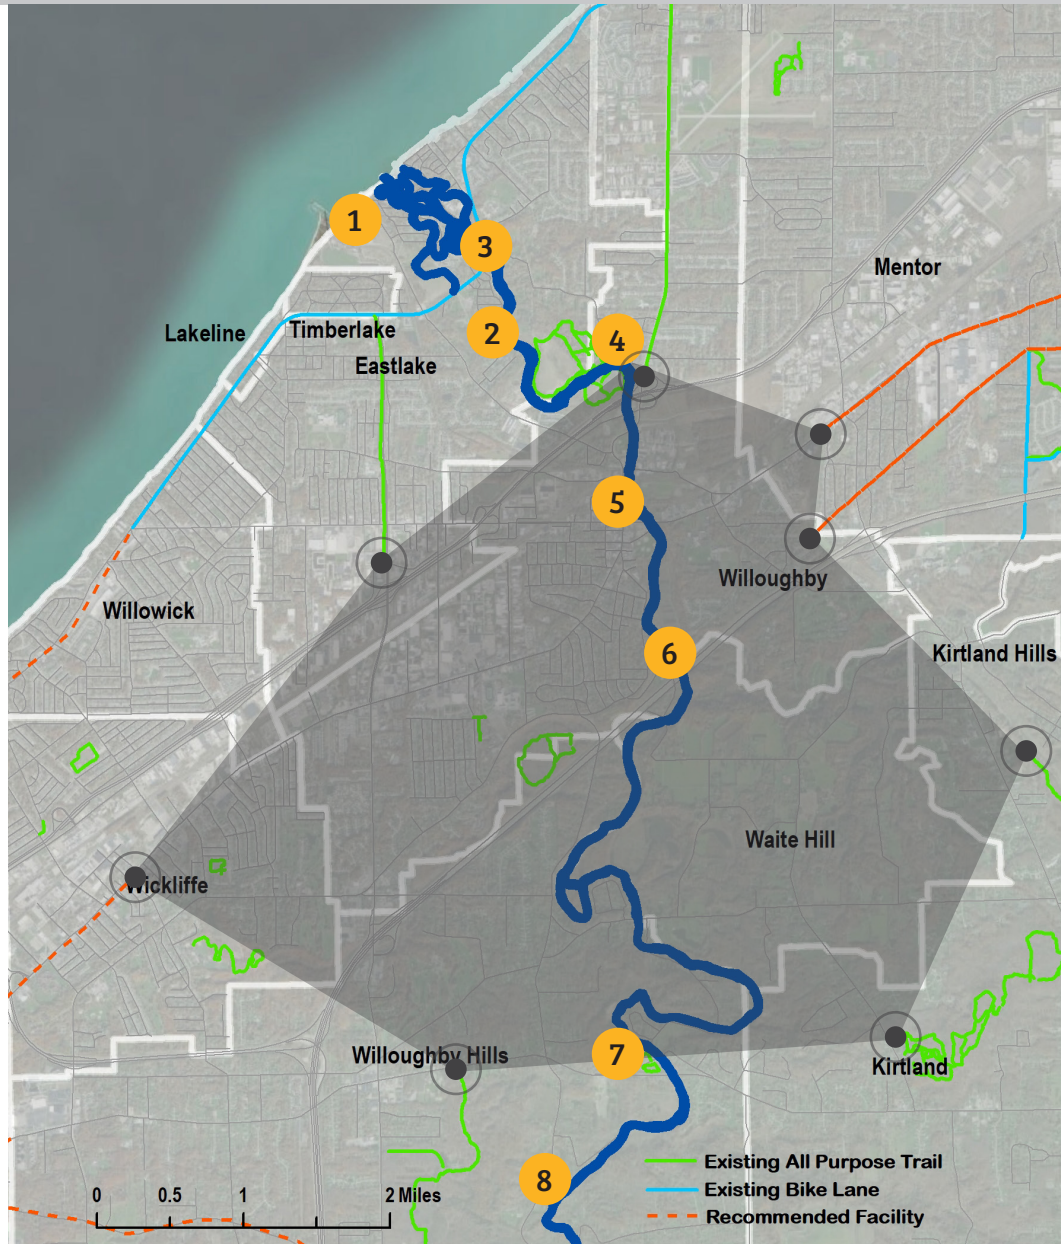 1
3
Mentor
Lakeline
Timberlake
2
4
Eastlake
5
Willoughby
Willowick
6
Kirtland Hills
Waite Hill
Wickliffe
Willoughby Hills
7
Kirtland
8
Existing All Purpose Trail
Existing Bike Lane
Recommended Facility
0 0.5 1 2 Miles